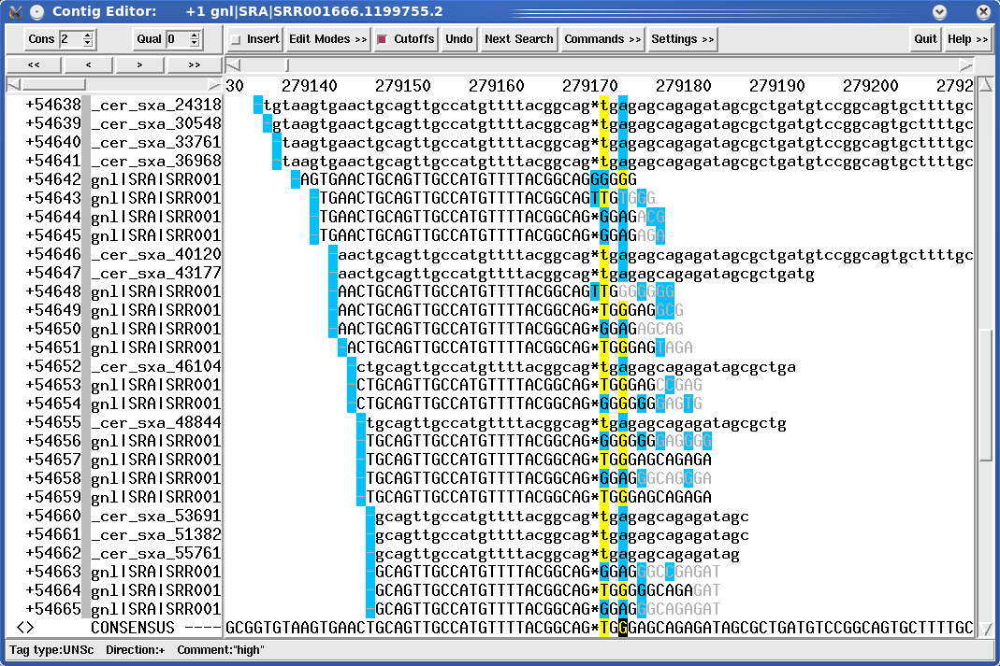 Contig Editor: +1 gnl|SRA|SRR001666.1199755.2
Cons 2 Qual 0 Insert Edit Modes >> Cutoffs Undo Next Search Commands >> Settings >> Quit Help >>
<< < > >>
30 279140 279150 279160 279170 279180 279190 279200 2792
+54638 _cer_sxa_24318 -tgtaagtgaactgcagttgccatgttttacggcag*tgagagcagagatagcgctgatgtccggcagtgcttttgc
+54639 _cer_sxa_30548 -gtaagtgaactgcagttgccatgttttacggcag*tgagagcagagatagcgctgatgtccggcagtgcttttgc
+54640 _cer_sxa_33761 -taagtgaactgcagttgccatgttttacggcag*tgagagcagagatagcgctgatgtccggcagtgcttttgc
+54641 _cer_sxa_36968 -taagtgaactgcagttgccatgttttacggcag*tgagagcagagatagcgctgatgtccggcagtgcttttgc
+54642 gnl|SRA|SRR001 -AGTGAACTGCAGTTGCCATGTTTTACGGCAGGGGGG
+54643 gnl|SRA|SRR001 -TGAACTGCAGTTGCCATGTTTTACGGCAGTTGTGGG
+54644 gnl|SRA|SRR001 -TGAACTGCAGTTGCCATGTTTTACGGCAG*GGAGACG
+54645 gnl|SRA|SRR001 -TGAACTGCAGTTGCCATGTTTTACGGCAG*GGAGAGA
+54646 _cer_sxa_40120 -aactgcagttgccatgttttacggcag*tgagagcagagatagcgctgatgtccggcagtgcttttgc
+54647 _cer_sxa_43177 -aactgcagttgccatgttttacggcag*tgagagcagagatagcgctgatg
+54648 gnl|SRA|SRR001 -AACTGCAGTTGCCATGTTTTACGGCAGTTGGGGGGG
+54649 gnl|SRA|SRR001 -AACTGCAGTTGCCATGTTTTACGGCAG*TGGGAGGCG
+54650 gnl|SRA|SRR001 -AACTGCAGTTGCCATGTTTTACGGCAG*GGAGAGCAG
+54651 gnl|SRA|SRR001 -ACTGCAGTTGCCATGTTTTACGGCAG*TGGGAGTAGA
+54652 _cer_sxa_46104 -ctgcagttgccatgttttacggcag*tgagagcagagatagcgctga
+54653 gnl|SRA|SRR001 -CTGCAGTTGCCATGTTTTACGGCAG*TGGGAGCCGAG
+54654 gnl|SRA|SRR001 -CTGCAGTTGCCATGTTTTACGGCAG*GGGGGGGAGTG
+54655 _cer_sxa_48844 -tgcagttgccatgttttacggcag*tgagagcagagatagcgctg
+54656 gnl|SRA|SRR001 -TGCAGTTGCCATGTTTTACGGCAG*GGGGGGGAGGGG
+54657 gnl|SRA|SRR001 -TGCAGTTGCCATGTTTTACGGCAG*TGGGAGCAGAGA
+54658 gnl|SRA|SRR001 -TGCAGTTGCCATGTTTTACGGCAG*GGAGGGCAGGGA
+54659 gnl|SRA|SRR001 -TGCAGTTGCCATGTTTTACGGCAG*TGGGAGCAGAGA
+54660 _cer_sxa_53691 -gcagttgccatgttttacggcag*tgagagcagagatagc
+54661 _cer_sxa_51382 -gcagttgccatgttttacggcag*tgagagcagagatagc
+54662 _cer_sxa_55761 -gcagttgccatgttttacggcag*tgagagcagagatag
+54663 gnl|SRA|SRR001 -GCAGTTGCCATGTTTTACGGCAG*GGAGGGCCGAGAT
+54664 gnl|SRA|SRR001 -GCAGTTGCCATGTTTTACGGCAG*TGGGGGCAGAGAT
+54665 gnl|SRA|SRR001 -GCAGTTGCCATGTTTTACGGCAG*GGAGGGCAGAGAT
<> CONSENSUS ---- GCGGTGTAAGTGAACTGCAGTTGCCATGTTTTACGGCAG*TGGGAGCAGAGATAGCGCTGATGTCCGGCAGTGCTTTTGC
Tag type:UNSc Direction:+ Comment:"high"